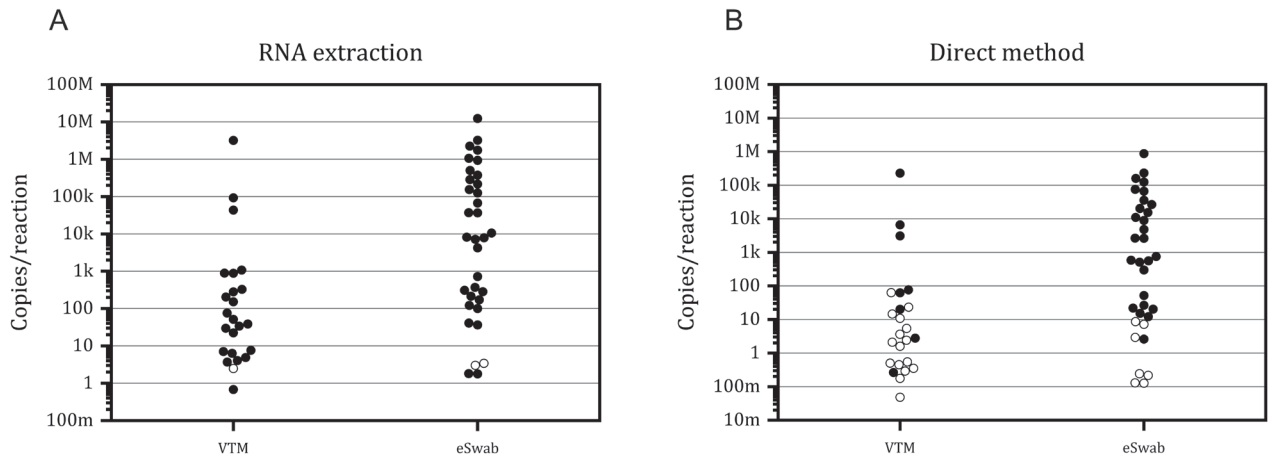 A
RNA extraction
Copies/reaction
100M
10M
1M
100k
10k
1k
100
10
1
100m
VTM
eSwab
B
Direct method
Copies/reaction
100M
10M
1M
100k
10k
1k
100
10
1
100m
10m
VTM
eSwab